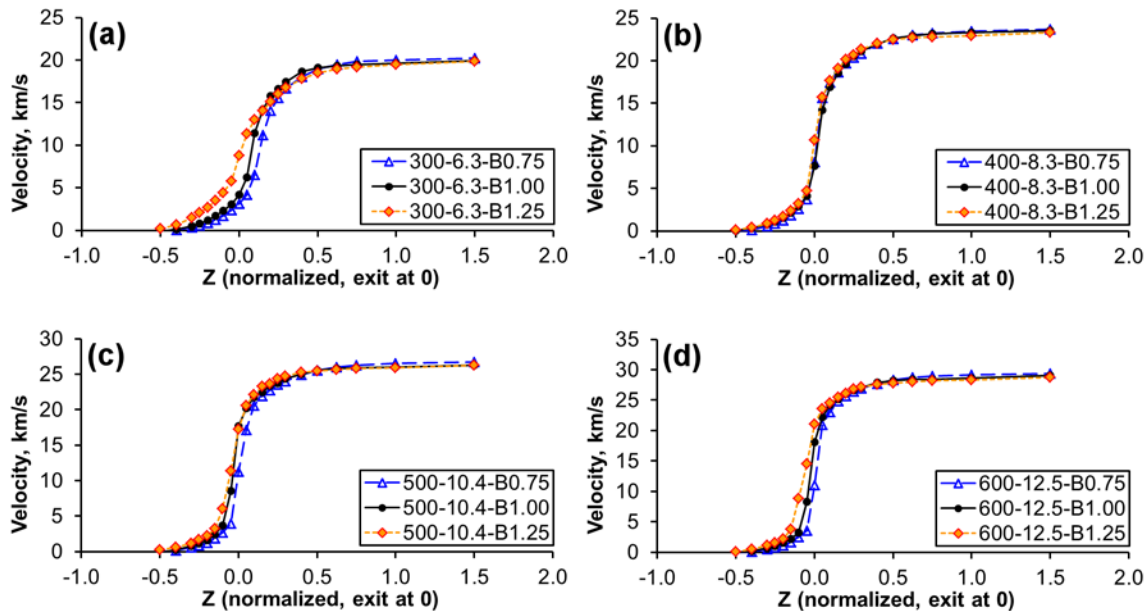 (a)
25
20
15
10
5
0
Velocity, km/s
300-6.3-B0.75
300-6.3-B1.00
300-6.3-B1.25
-1.0 -0.5 0.0 0.5 1.0 1.5 2.0
Z (normalized, exit at 0)
(b)
25
20
15
10
5
0
Velocity, km/s
400-8.3-B0.75
400-8.3-B1.00
400-8.3-B1.25
-1.0 -0.5 0.0 0.5 1.0 1.5 2.0
Z (normalized, exit at 0)
(c)
30
25
20
15
10
5
0
Velocity, km/s
500-10.4-B0.75
500-10.4-B1.00
500-10.4-B1.25
-1.0 -0.5 0.0 0.5 1.0 1.5 2.0
Z (normalized, exit at 0)
(d)
35
30
25
20
15
10
5
0
Velocity, km/s
600-12.5-B0.75
600-12.5-B1.00
600-12.5-B1.25
-1.0 -0.5 0.0 0.5 1.0 1.5 2.0
Z (normalized, exit at 0)